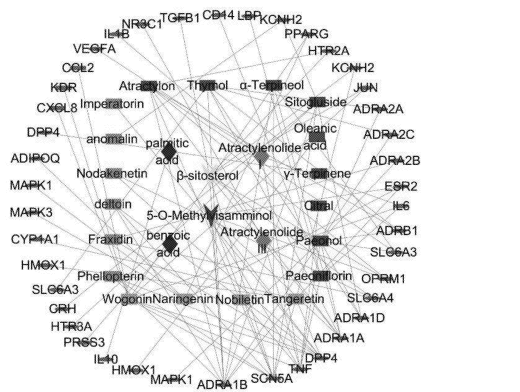 TGFB1
CD14
LBP
KCNH2
NR3C1
IL1B
PPARG
VEGFA
HTR2A
CCL2
KCNH2
KDR
Atractylon
Thymol
α-Terpineol
JUN
CXCL8
Imperatorin
Sitogluside
ADRA2A
DPP4
anomalin
palmitic
acid
Atractylenolide
I
Oleanic
acid
ADRA2C
ADIPOQ
Nodakenetin
β-sitosterol
γ-Terpinene
ADRA2B
MAPK1
ESR2
MAPK3
deltoin
5-O-Methylvisamminol
Citral
IL6
CYP1A1
Fraxidin
benzoic
acid
Atractylenolide
III
Paeonol
ADRB1
HMOX1
SLC6A3
SLC6A3
Phellopterin
Paeoniflorin
OPRM1
CRH
Wogonin
Naringenin
Nobiletin
Tangeretin
SLC6A4
HTR3A
ADRA1D
PRSS3
ADRA1A
IL10
DPP4
HMOX1
TNF
MAPK1
SCN5A
ADRA1B